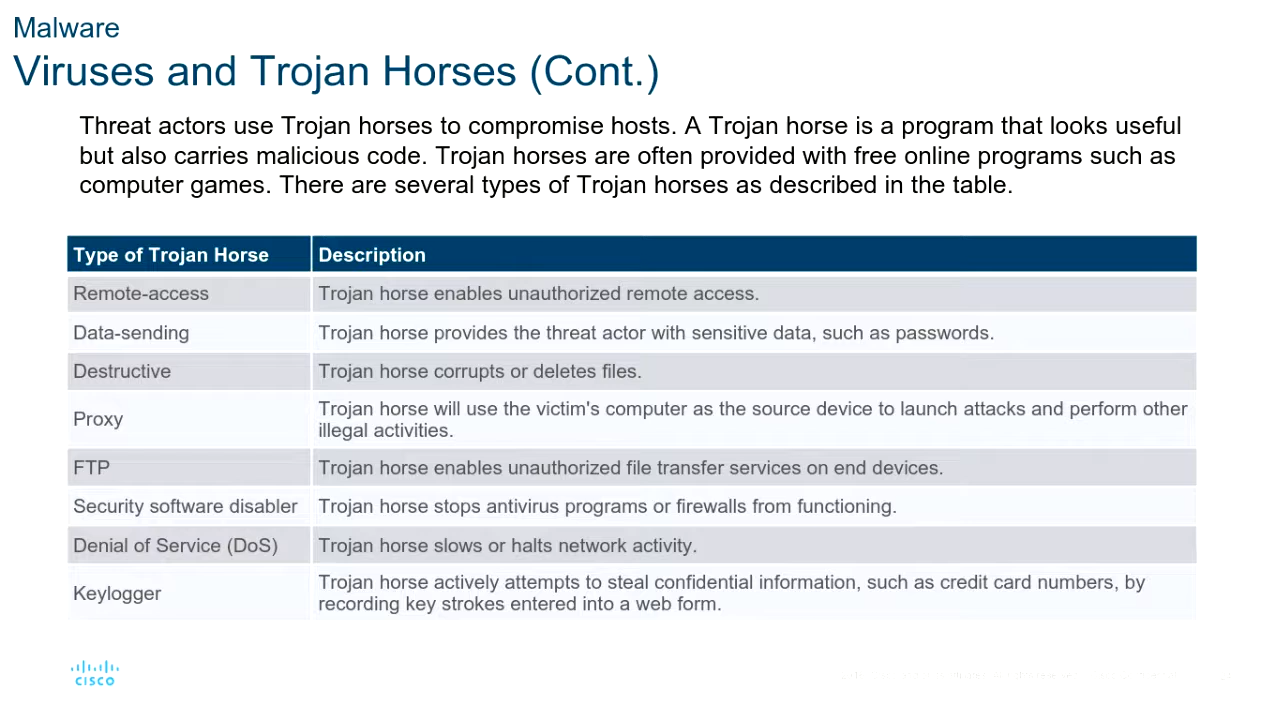 Malware
Viruses and Trojan Horses (Cont.)
Threat actors use Trojan horses to compromise hosts. A Trojan horse is a program that looks useful
but also carries malicious code. Trojan horses are often provided with free online programs such as
computer games. There are several types of Trojan horses as described in the table.
Type of Trojan Horse Description
Remote-access Trojan horse enables unauthorized remote access.
Data-sending Trojan horse provides the threat actor with sensitive data, such as passwords.
Destructive Trojan horse corrupts or deletes files.
Proxy Trojan horse will use the victim's computer as the source device to launch attacks and perform other
illegal activities.
FTP Trojan horse enables unauthorized file transfer services on end devices.
Security software disabler Trojan horse stops antivirus programs or firewalls from functioning.
Denial of Service (DoS) Trojan horse slows or halts network activity.
Keylogger Trojan horse actively attempts to steal confidential information, such as credit card numbers, by
recording key strokes entered into a web form.
CISCO